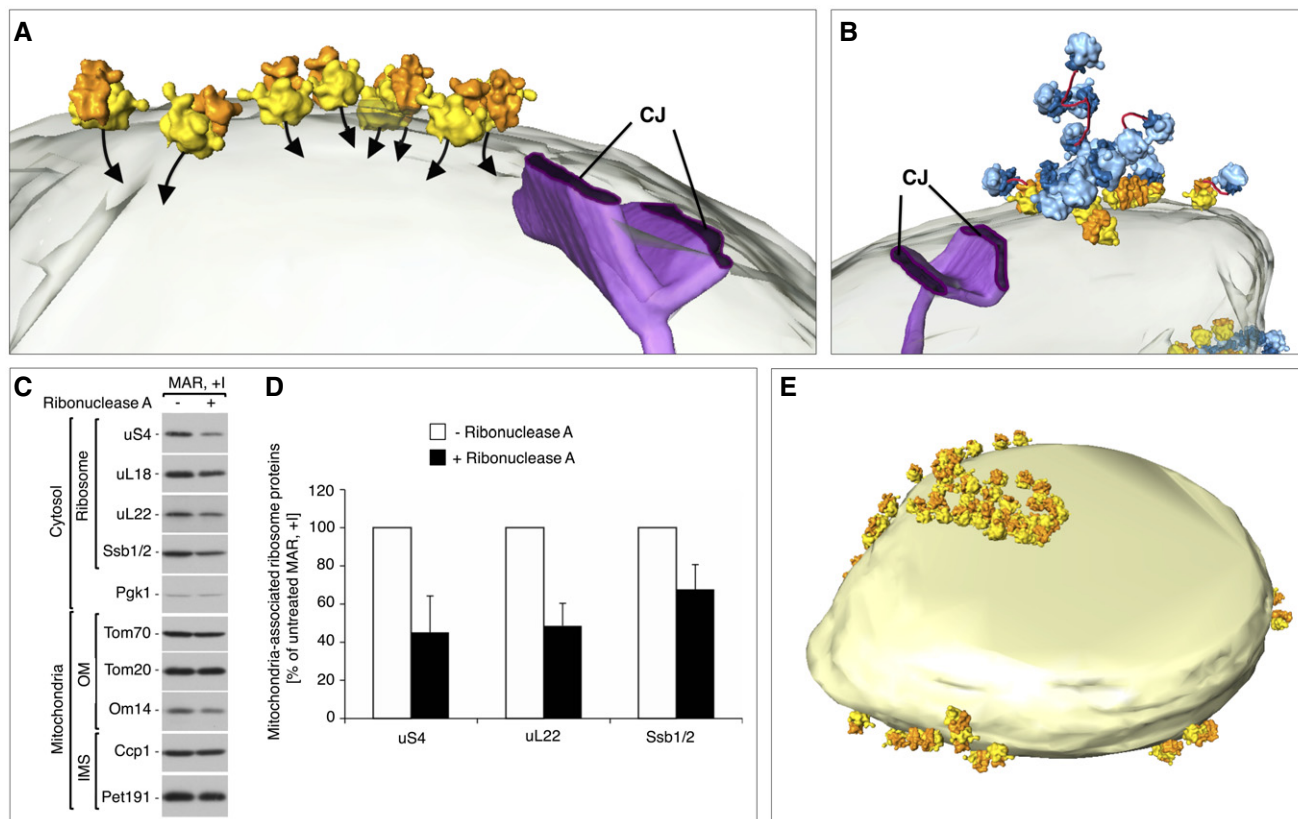 A
CJ
B
CJ
C
MAR, +I
Ribonuclease A - +
Cytosol
Ribosome
uS4 -
uL18 -
uL22 -
Ssb1/2 -
Pgk1 -
Mitochondria
OM
Tom70 -
Tom20 -
Om14 -
IMS
Ccp1 -
Pet191 -
D
- Ribonuclease A
+ Ribonuclease A
Mitochondria-associated ribosome proteins
[% of untreated MAR, +I]
120
100
80
60
40
20
0
uS4 uL22 Ssb1/2
E